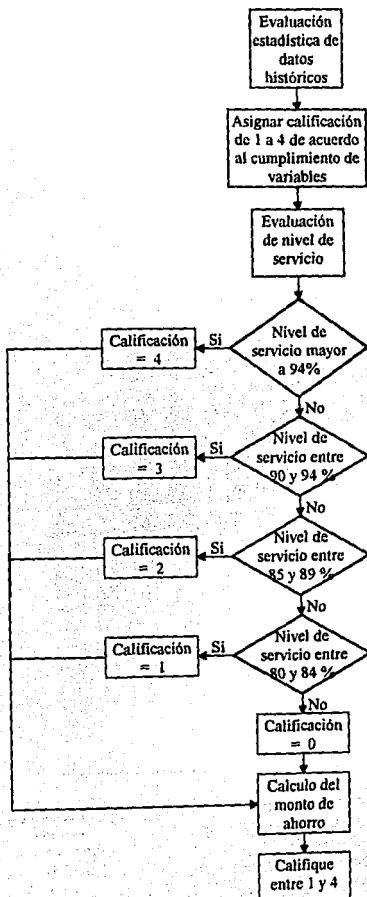 Evaluación
estadística de
datos
históricos
Asignar calificación
de 1 a 4 de acuerdo
al cumplimiento de
variables
Evaluación
de nivel de
servicio
Nivel de
servicio mayor
a 94%
Si
Calificación
= 4
No
Nivel de
servicio entre
90 y 94 %
Si
Calificación
= 3
No
Nivel de
servicio entre
85 y 89 %
Si
Calificación
= 2
No
Nivel de
servicio entre
80 y 84 %
Si
Calificación
= 1
No
Calificación
= 0
Calculo del
monto de
ahorro
Califique
entre 1 y 4